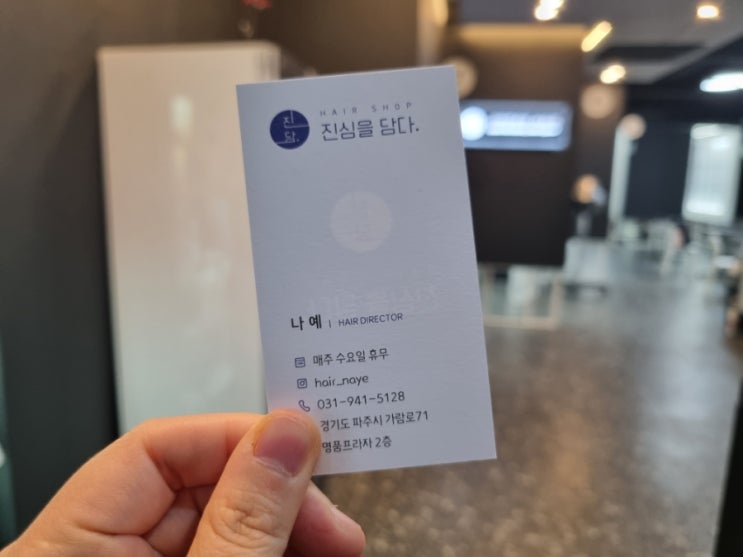 진
담.
HAIR SHOP
진심을 담다.
나 예 | HAIR DIRECTOR
매주 수요일 휴무
hair_naye
031-941-5128
경기도 파주시 가람로71
명품프라자 2층